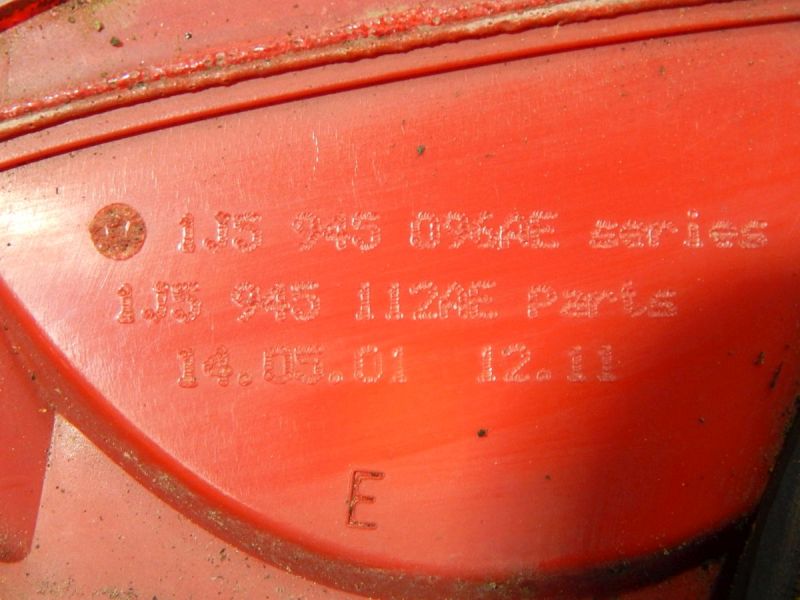 1J5 945 096AE series
1J5 945 112AE Parts
14.05.01 12.11
E